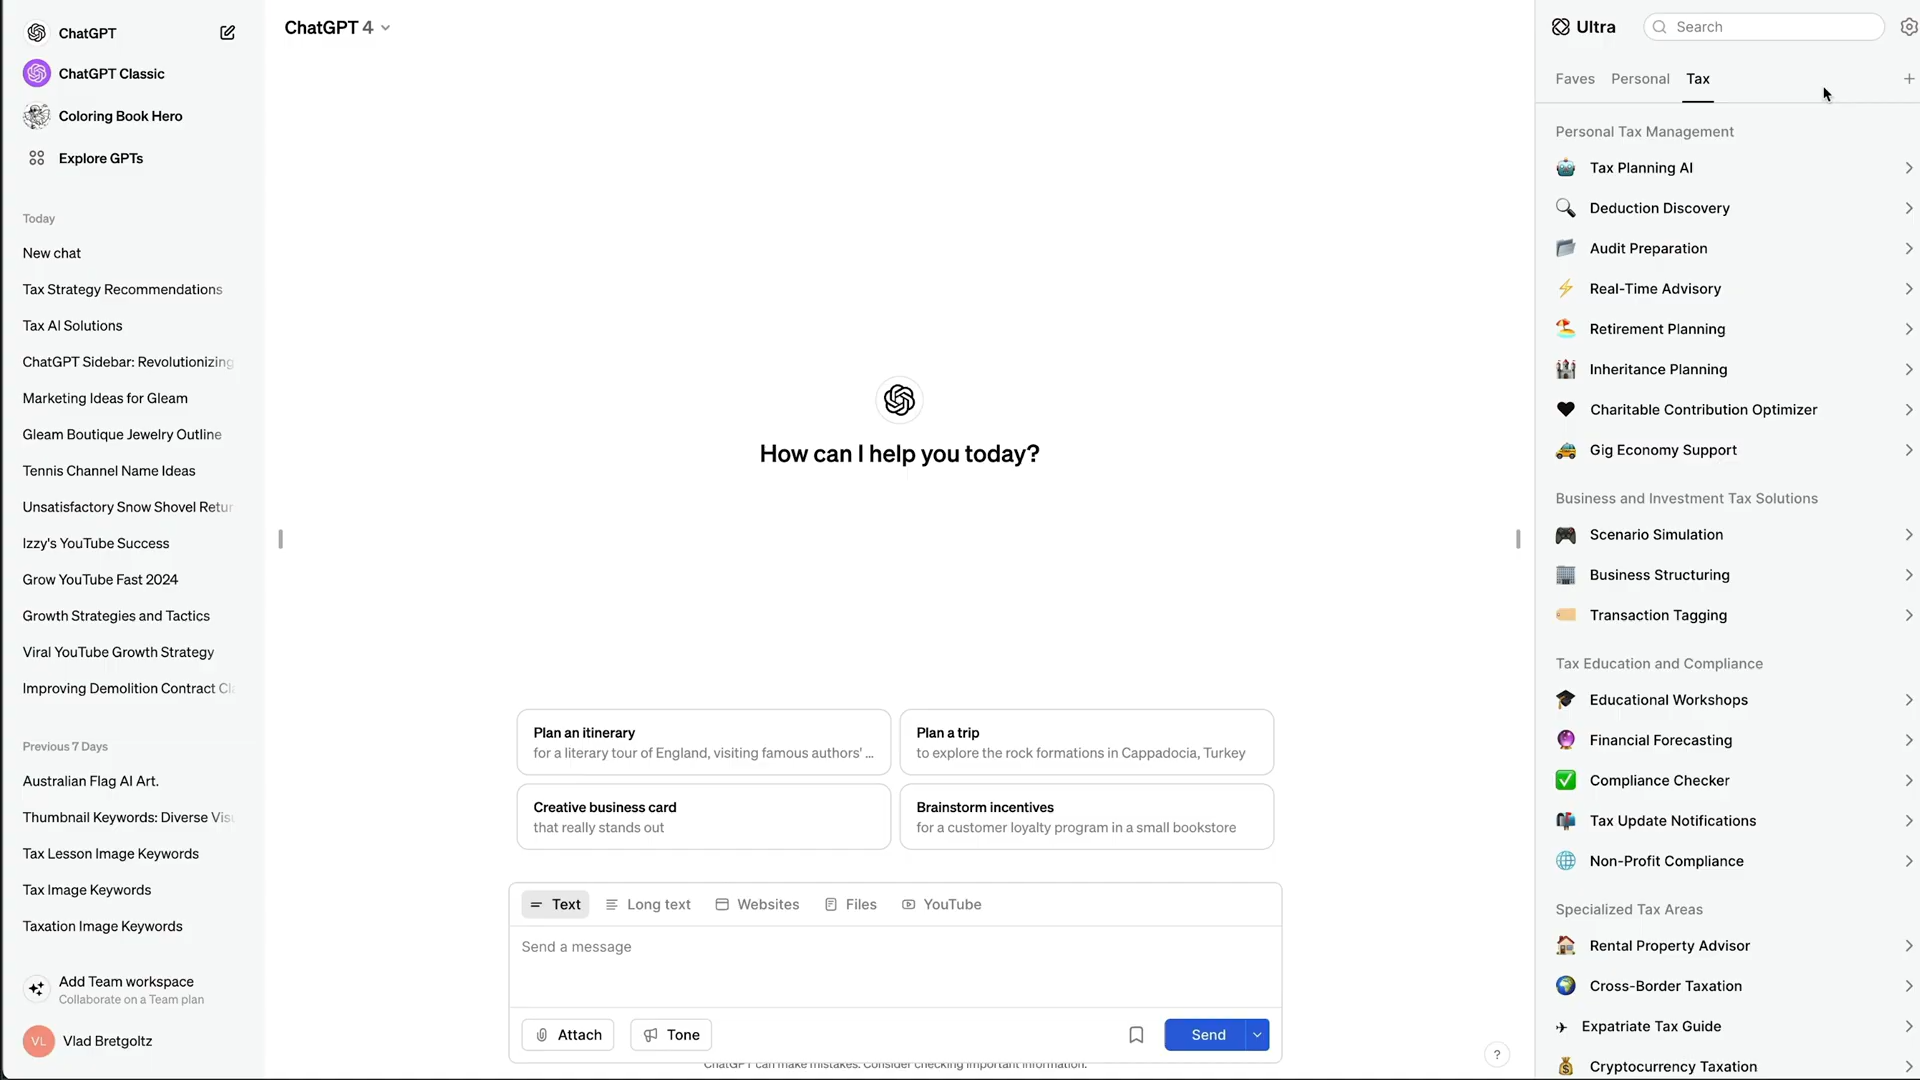 ChatGPT
ChatGPT Classic
Coloring Book Hero
Explore GPTs
Today
New chat
Tax Strategy Recommendations
Tax AI Solutions
ChatGPT Sidebar: Revolutionizing
Marketing Ideas for Gleam
Gleam Boutique Jewelry Outline
Tennis Channel Name Ideas
Unsatisfactory Snow Shovel Retur
Izzy's YouTube Success
Grow YouTube Fast 2024
Growth Strategies and Tactics
Viral YouTube Growth Strategy
Improving Demolition Contract Cla
Previous 7 Days
Australian Flag AI Art.
Thumbnail Keywords: Diverse Visu
Tax Lesson Image Keywords
Tax Image Keywords
Taxation Image Keywords
Add Team workspace
Collaborate on a Team plan
VL
Vlad Bretgoltz
ChatGPT 4
How can I help you today?
Plan an itinerary
for a literary tour of England, visiting famous authors' ...
Plan a trip
to explore the rock formations in Cappadocia, Turkey
Creative business card
that really stands out
Brainstorm incentives
for a customer loyalty program in a small bookstore
Text
Long text
Websites
Files
YouTube
Send a message
Attach
Tone
Send
ChatGPT can make mistakes. Consider checking important information.
?
Ultra
Search
Faves
Personal
Tax
Personal Tax Management
Tax Planning AI
Deduction Discovery
Audit Preparation
Real-Time Advisory
Retirement Planning
Inheritance Planning
Charitable Contribution Optimizer
Gig Economy Support
Business and Investment Tax Solutions
Scenario Simulation
Business Structuring
Transaction Tagging
Tax Education and Compliance
Educational Workshops
Financial Forecasting
Compliance Checker
Tax Update Notifications
Non-Profit Compliance
Specialized Tax Areas
Rental Property Advisor
Cross-Border Taxation
Expatriate Tax Guide
Cryptocurrency Taxation